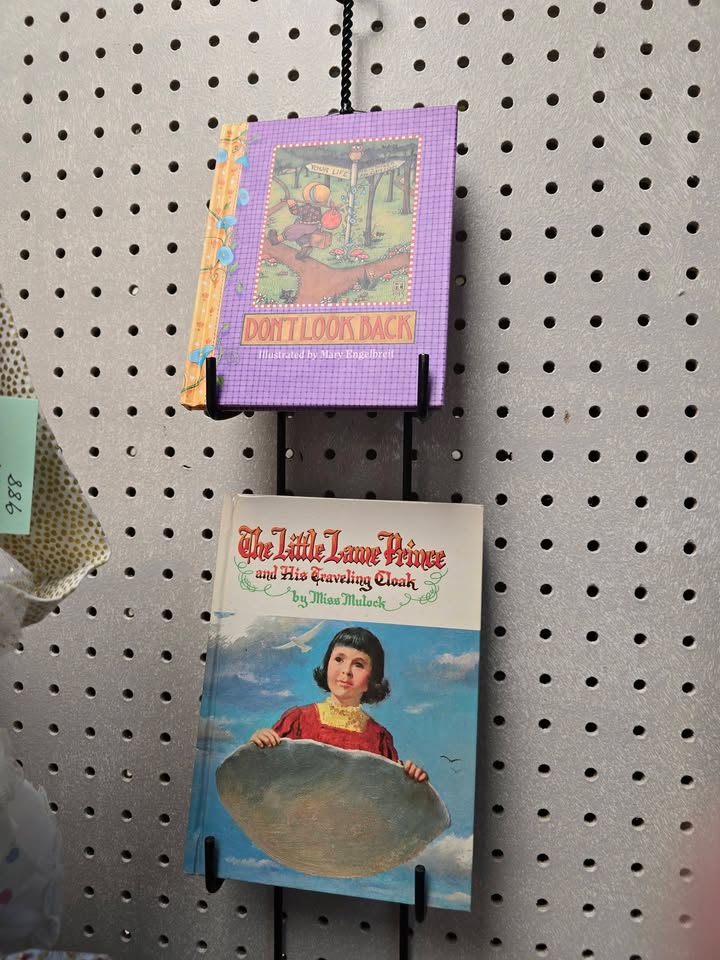 YOUR LIFE
DON'T LOOK BACK
Illustrated by Mary Engelbreit
The Little Lame Prince
and His Traveling Cloak
by Miss Mulock